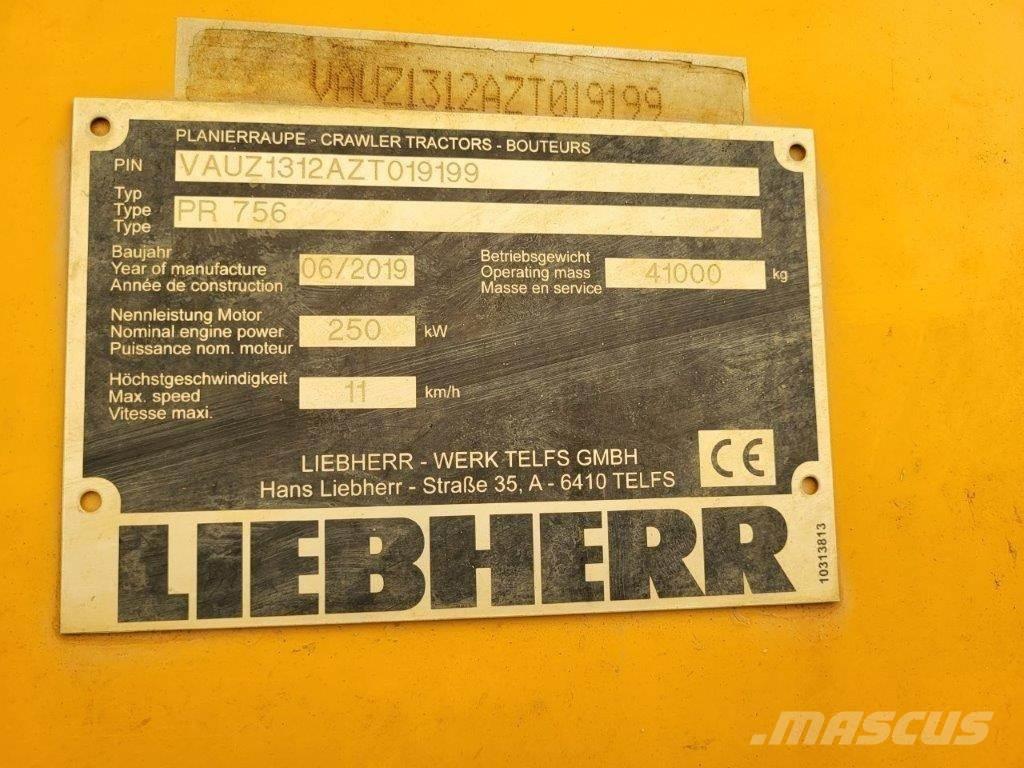 VAUZ1312AZT019199
PLANIERRAUPE - CRAWLER TRACTORS - BOUTEURS
PIN VAUZ1312AZT019199
Typ
Type PR 756
Type
Baujahr
Year of manufacture 06/2019
Année de construction
Betriebsgewicht
Operating mass 41000 kg
Masse en service
Nennleistung Motor
Nominal engine power 250 kW
Puissance nom. moteur
Höchstgeschwindigkeit
Max. speed 11 km/h
Vitesse maxi.
LIEBHERR - WERK TELFS GMBH
Hans Liebherr - Straße 35, A - 6410 TELFS
CE
LIEBHERR
10313813
.MASCUS